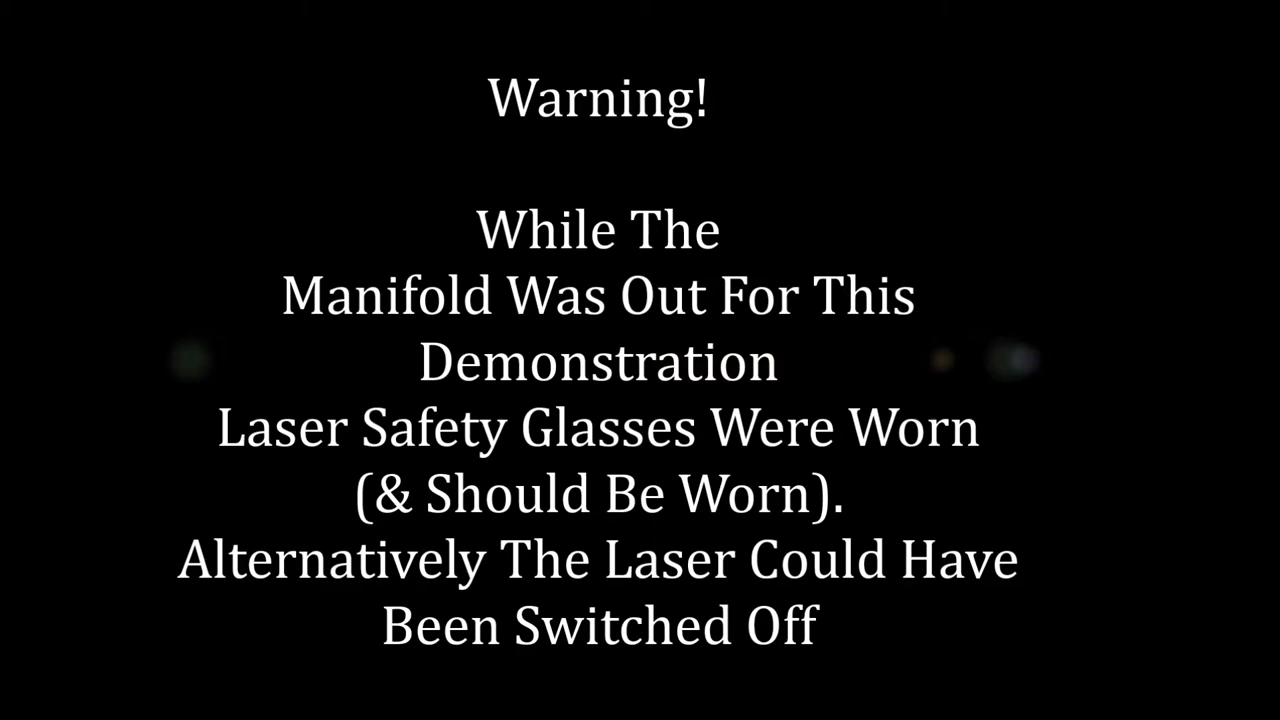 Warning!
While The
Manifold Was Out For This
Demonstration
Laser Safety Glasses Were Worn
(& Should Be Worn).
Alternatively The Laser Could Have
Been Switched Off